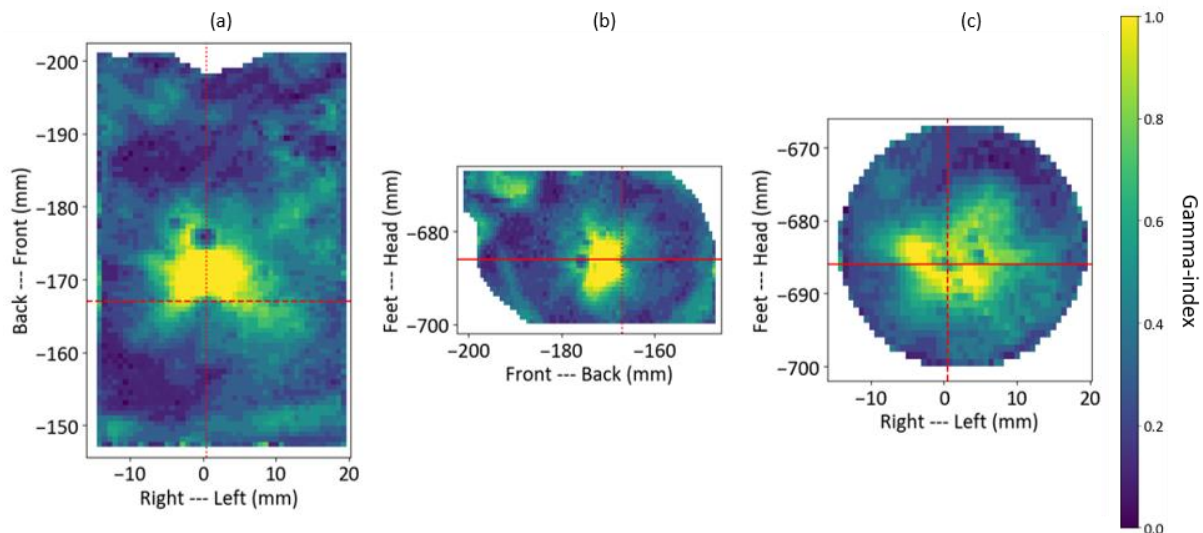 (a)
(b)
(c)
−200
−190
−180
−170
−160
−150
Back --- Front (mm)
−10 0 10 20
Right --- Left (mm)
−680
−700
Feet --- Head (mm)
−200 −180 −160
Front --- Back (mm)
−670
−680
−690
−700
Feet --- Head (mm)
−10 0 10 20
Right --- Left (mm)
1.0
0.8
0.6
0.4
0.2
0.0
Gamma-index